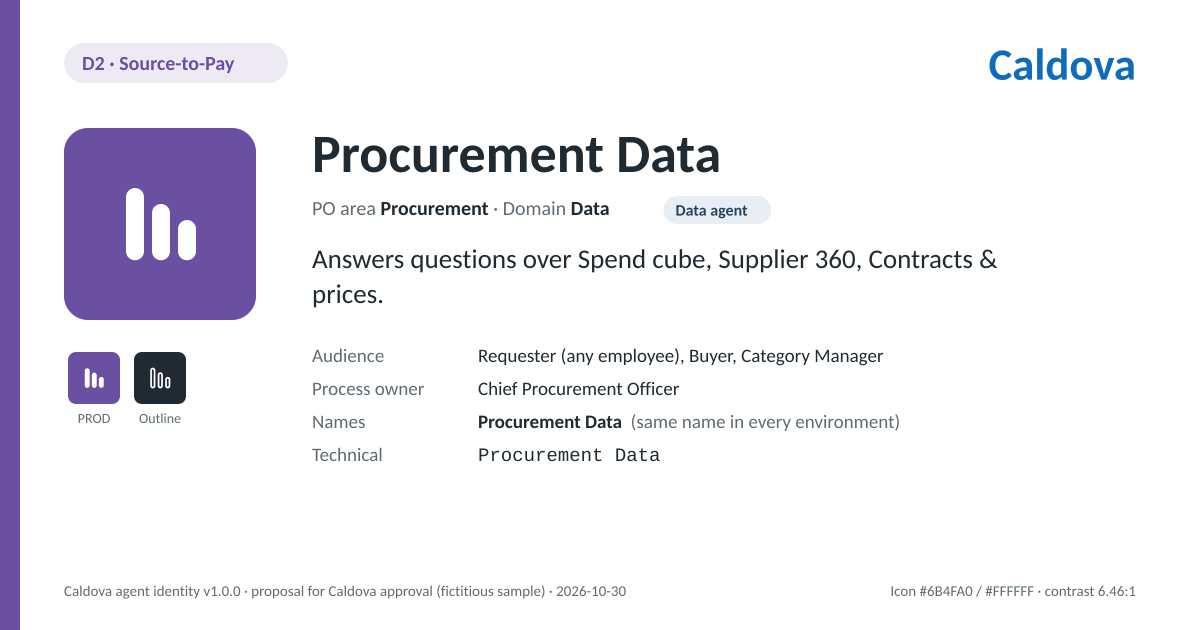 D2 · Source-to-Pay
Caldova
Procurement Data
PO area Procurement · Domain Data
Data agent
Answers questions over Spend cube, Supplier 360, Contracts &
prices.
Audience Requester (any employee), Buyer, Category Manager
Process owner Chief Procurement Officer
Names Procurement Data (same name in every environment)
Technical Procurement Data
PROD Outline
Caldova agent identity v1.0.0 · proposal for Caldova approval (fictitious sample) · 2026-10-30
Icon #6B4FA0 / #FFFFFF · contrast 6.46:1